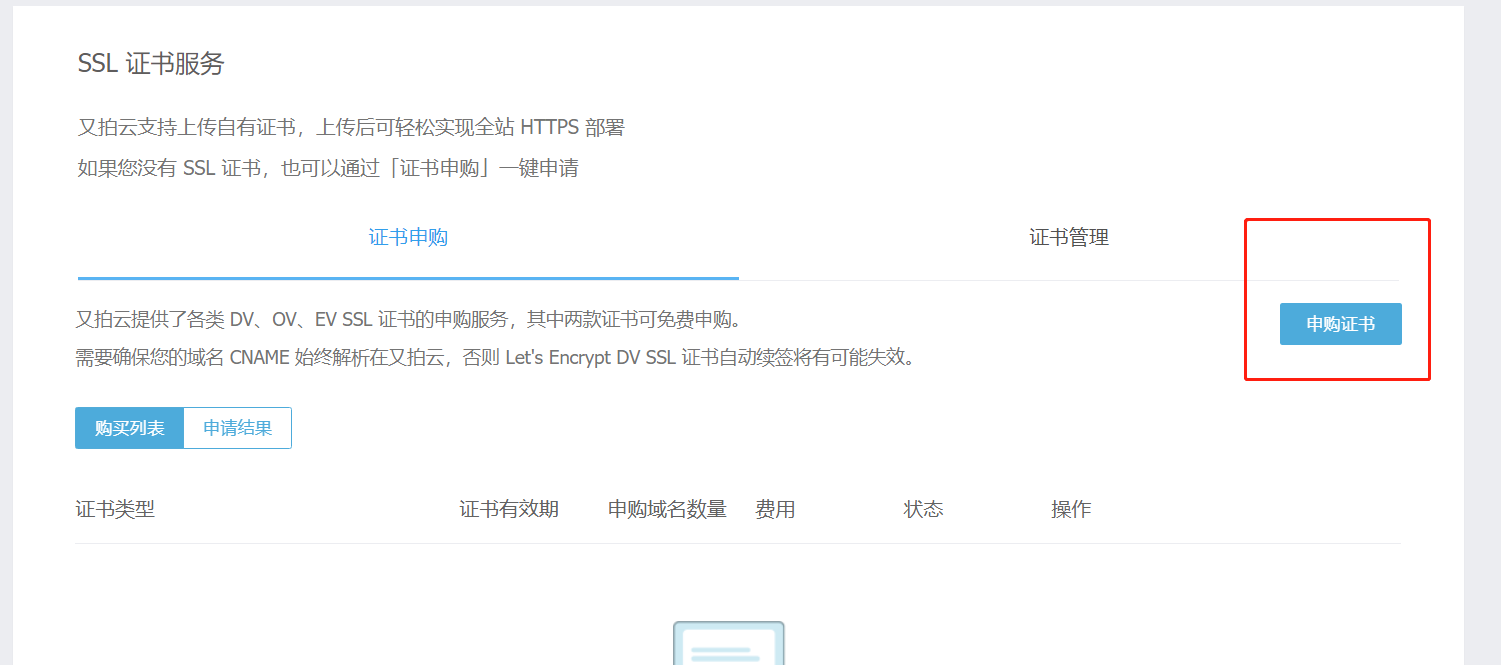 SSL 证书服务
又拍云支持上传自有证书，上传后可轻松实现全站 HTTPS 部署
如果您没有 SSL 证书，也可以通过「证书申购」一键申请
证书申购
证书管理
又拍云提供了各类 DV、OV、EV SSL 证书的申购服务，其中两款证书可免费申购。
申购证书
需要确保您的域名 CNAME 始终解析在又拍云，否则 Let's Encrypt DV SSL 证书自动续签将有可能失效。
购买列表 申请结果
证书类型 证书有效期 申购域名数量 费用 状态 操作